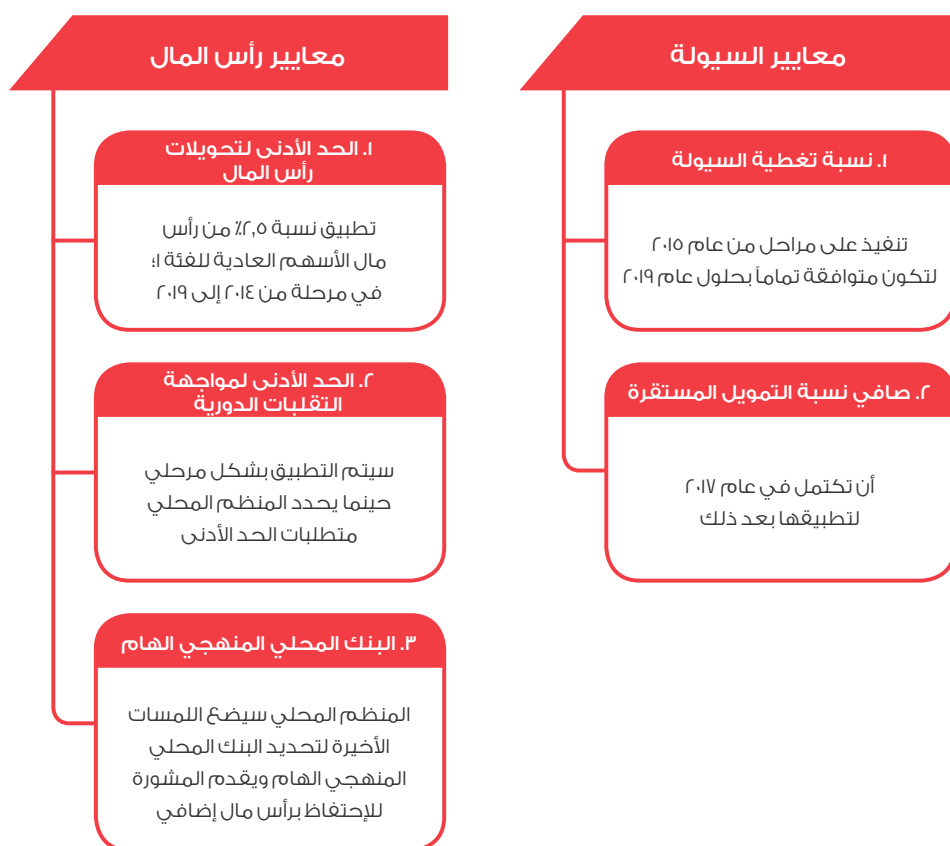 معايير السيولة
١. نسبة تغطية السيولة
تنفيذ على مراحل من عام ٢٠١٥
لتكون متوافقة تماماً بحلول عام ٢٠١٩
٢. صافي نسبة التمويل المستقرة
أن تكتمل في عام ٢٠١٧
لتطبيقها بعد ذلك
معايير رأس المال
١. الحد الأدنى لتحويلات
رأس المال
تطبيق نسبة ٢,٥٪ من رأس
مال الأسهم العادية للفئة ١؛
في مرحلة من ٢٠١٤ إلى ٢٠١٩
٢. الحد الأدنى لمواجهة
التقلبات الدورية
سيتم التطبيق بشكل مرحلي
حينما يحدد المنظم المحلي
متطلبات الحد الأدنى
٣. البنك المحلي المنهجي الهام
المنظم المحلي سيضع اللمسات
الأخيرة لتحديد البنك المحلي
المنهجي الهام ويقدم المشورة
للإحتفاظ برأس مال إضافي